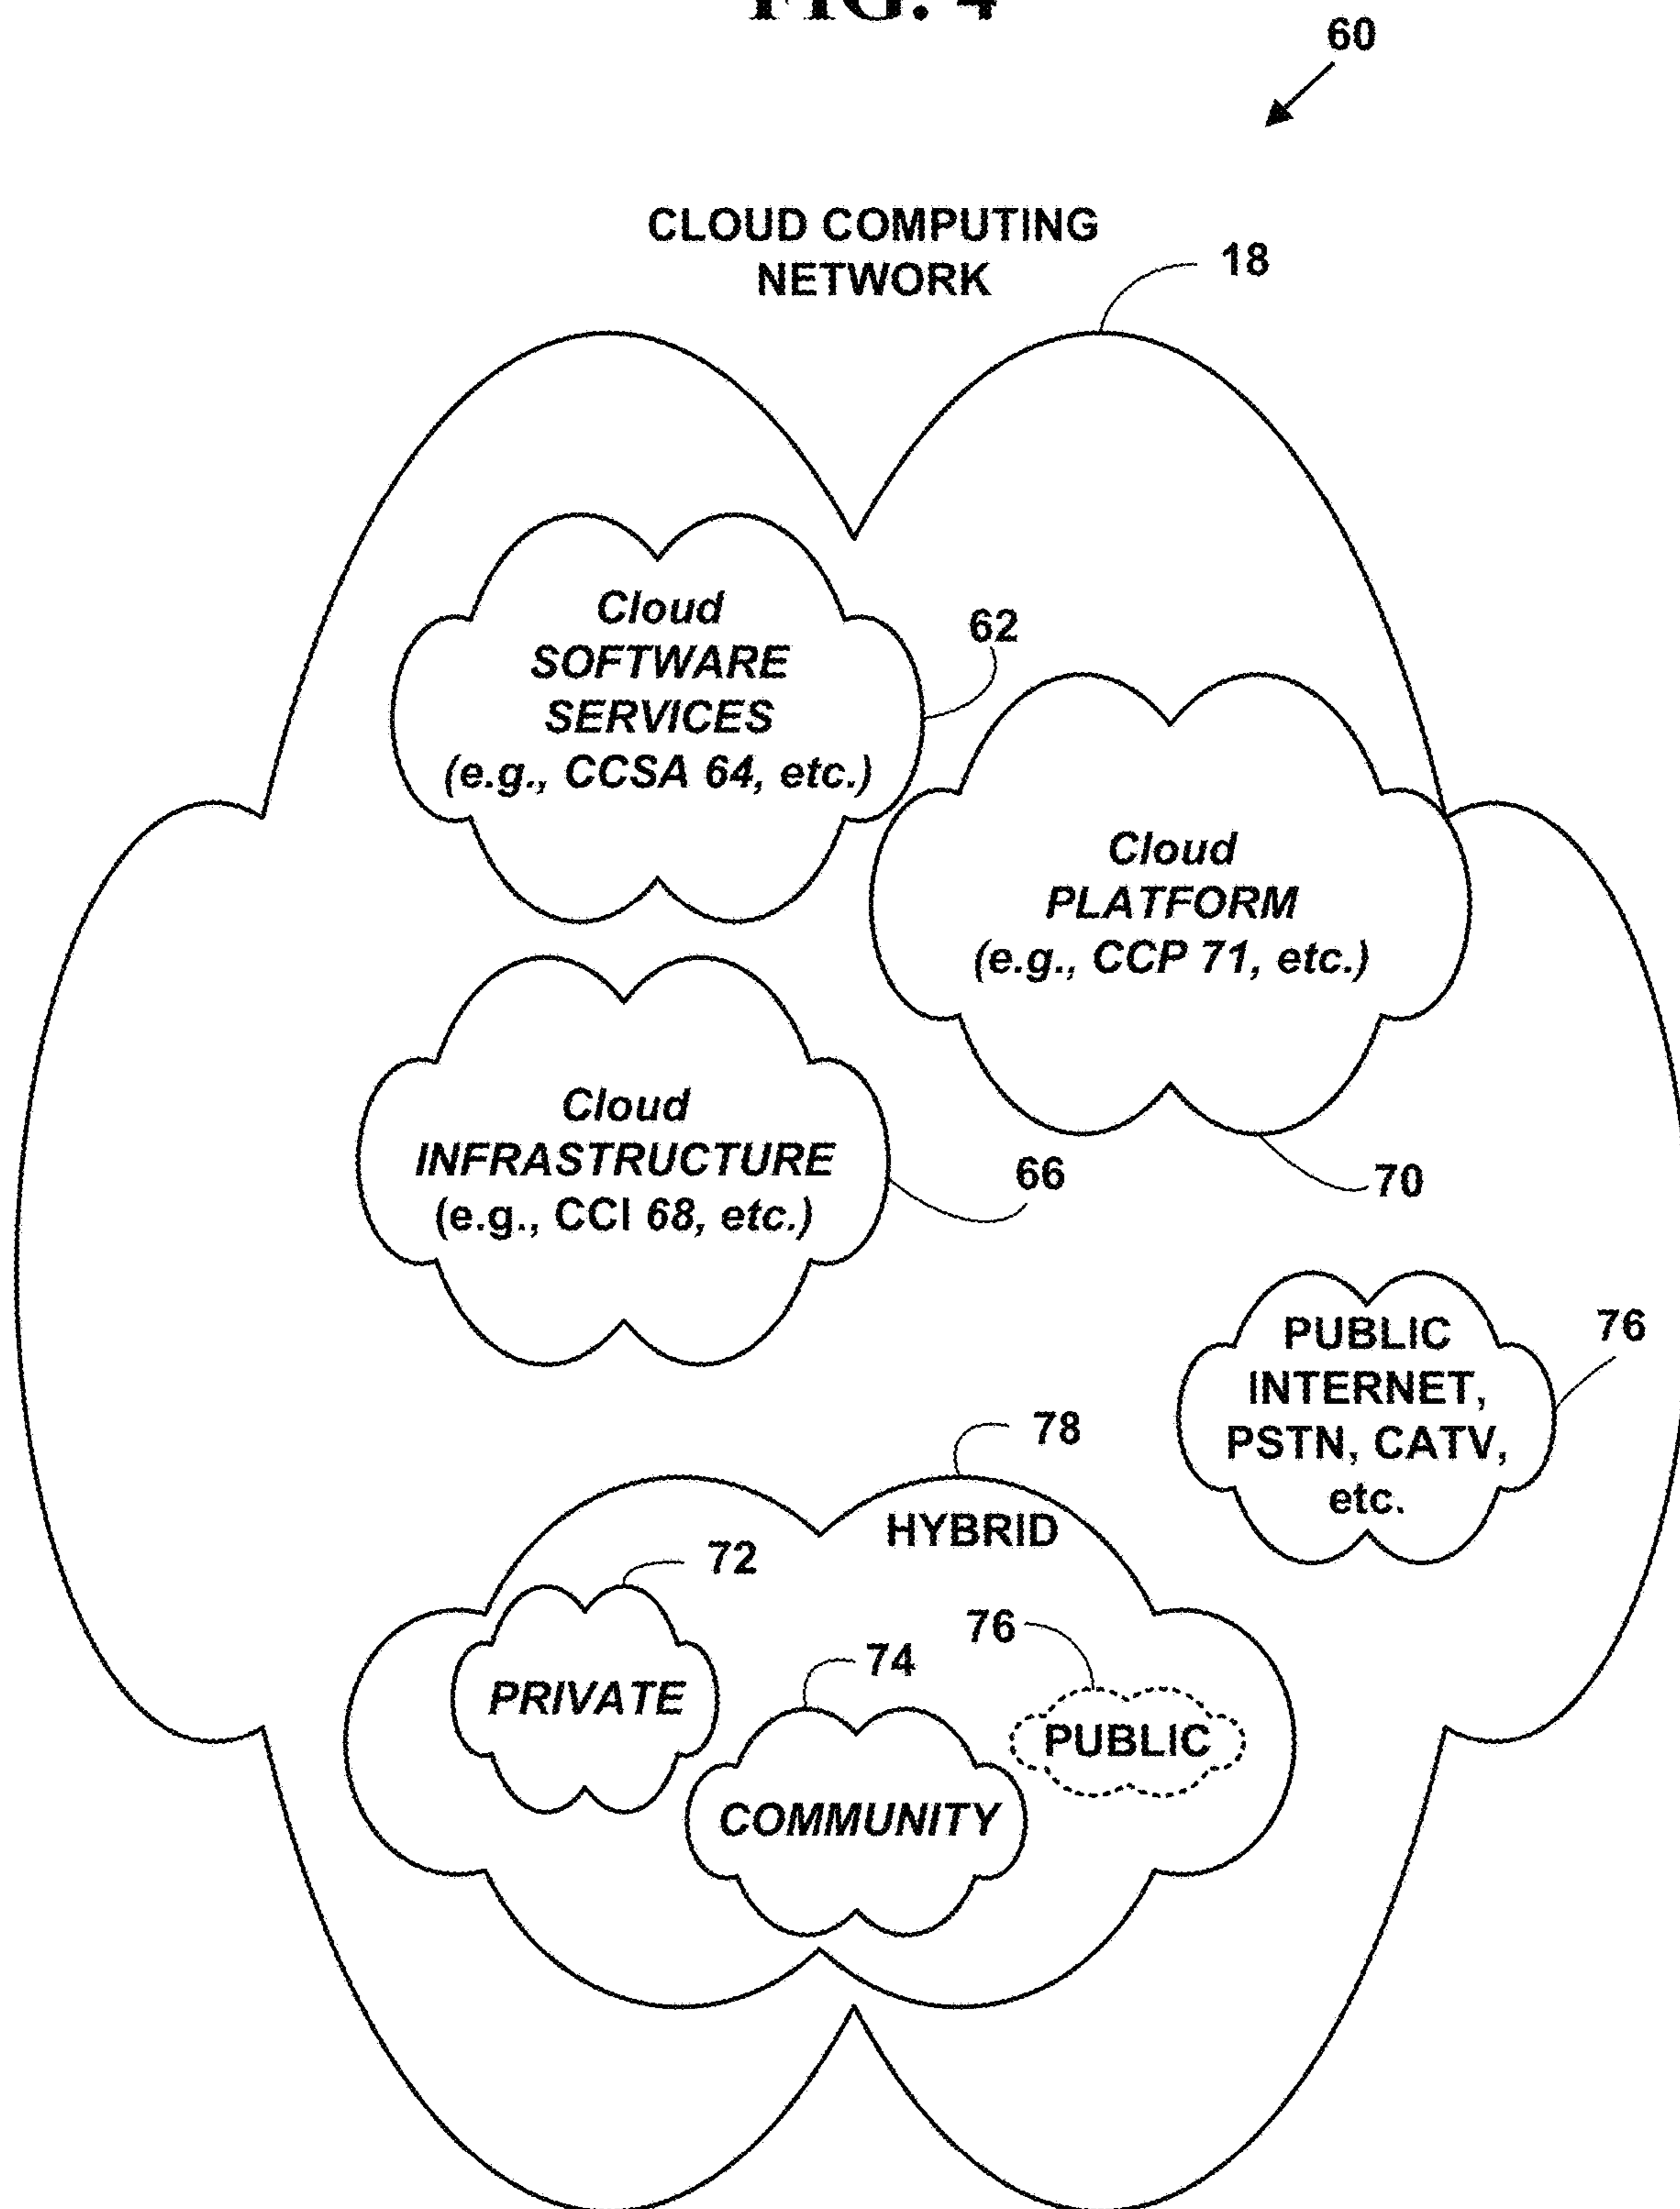 FIG. 4
60
CLOUD COMPUTING
NETWORK
18
Cloud
SOFTWARE
SERVICES
(e.g., CCSA 64, etc.)
62
Cloud
PLATFORM
(e.g., CCP 71, etc.)
70
Cloud
INFRASTRUCTURE
(e.g., CCI 68, etc.)
66
PUBLIC
INTERNET,
PSTN, CATV,
etc.
76
78
HYBRID
72
PRIVATE
74
COMMUNITY
76
PUBLIC